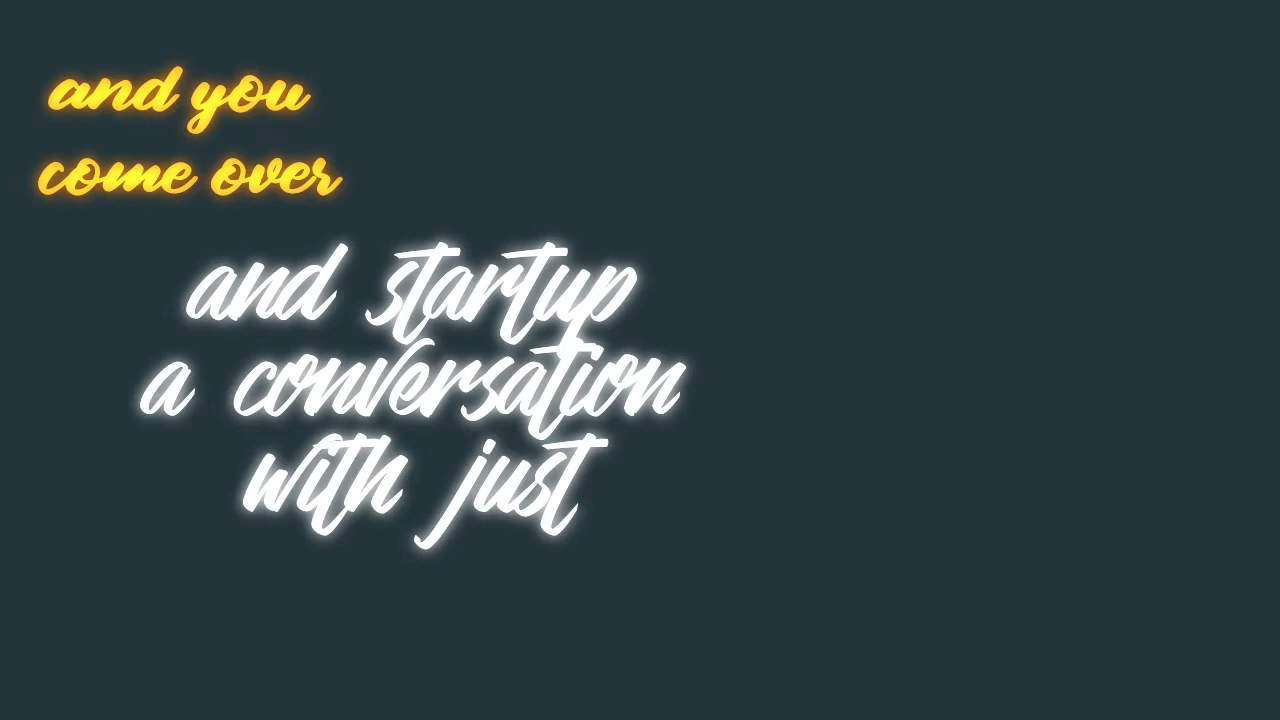 and you
come over
and startup
a conversation
with just